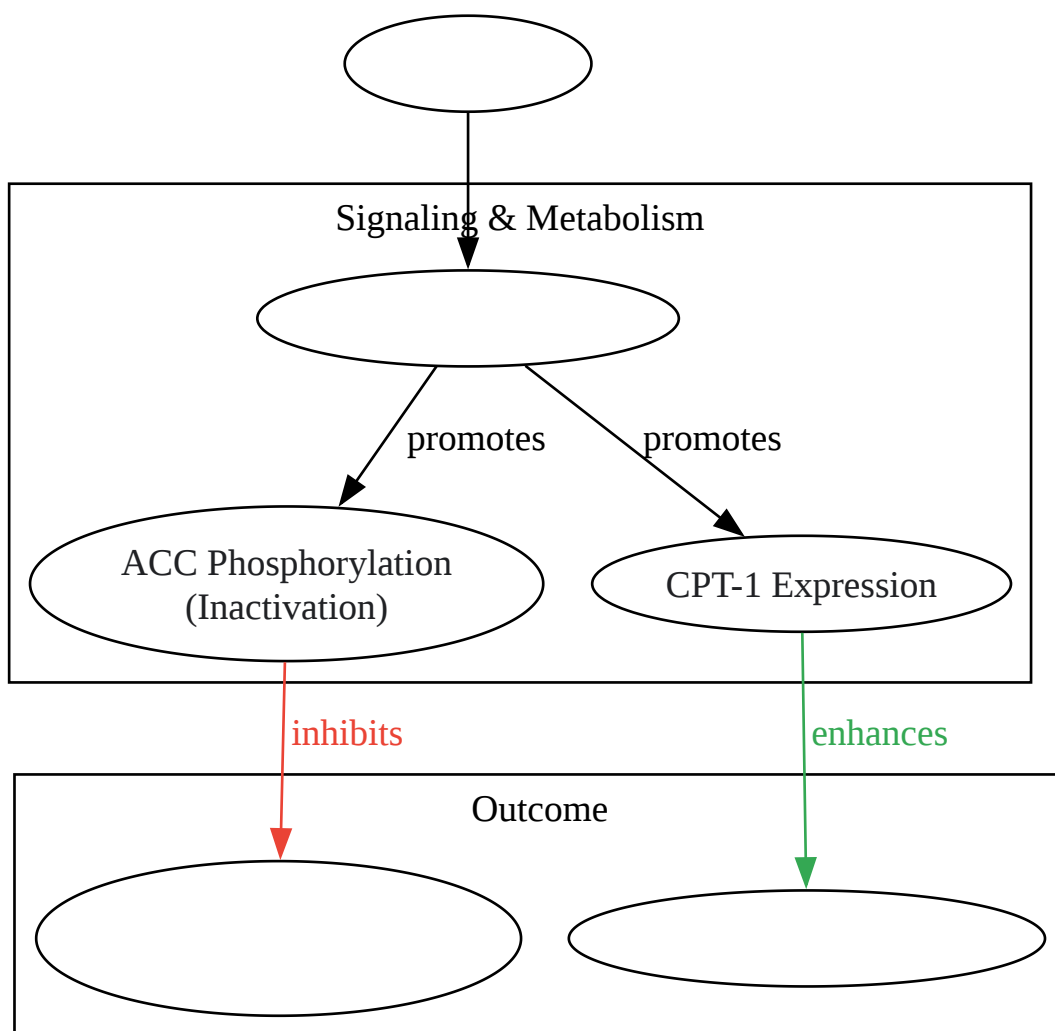 Signaling & Metabolism
promotes
promotes
ACC Phosphorylation
(Inactivation)
CPT-1 Expression
inhibits
enhances
Outcome